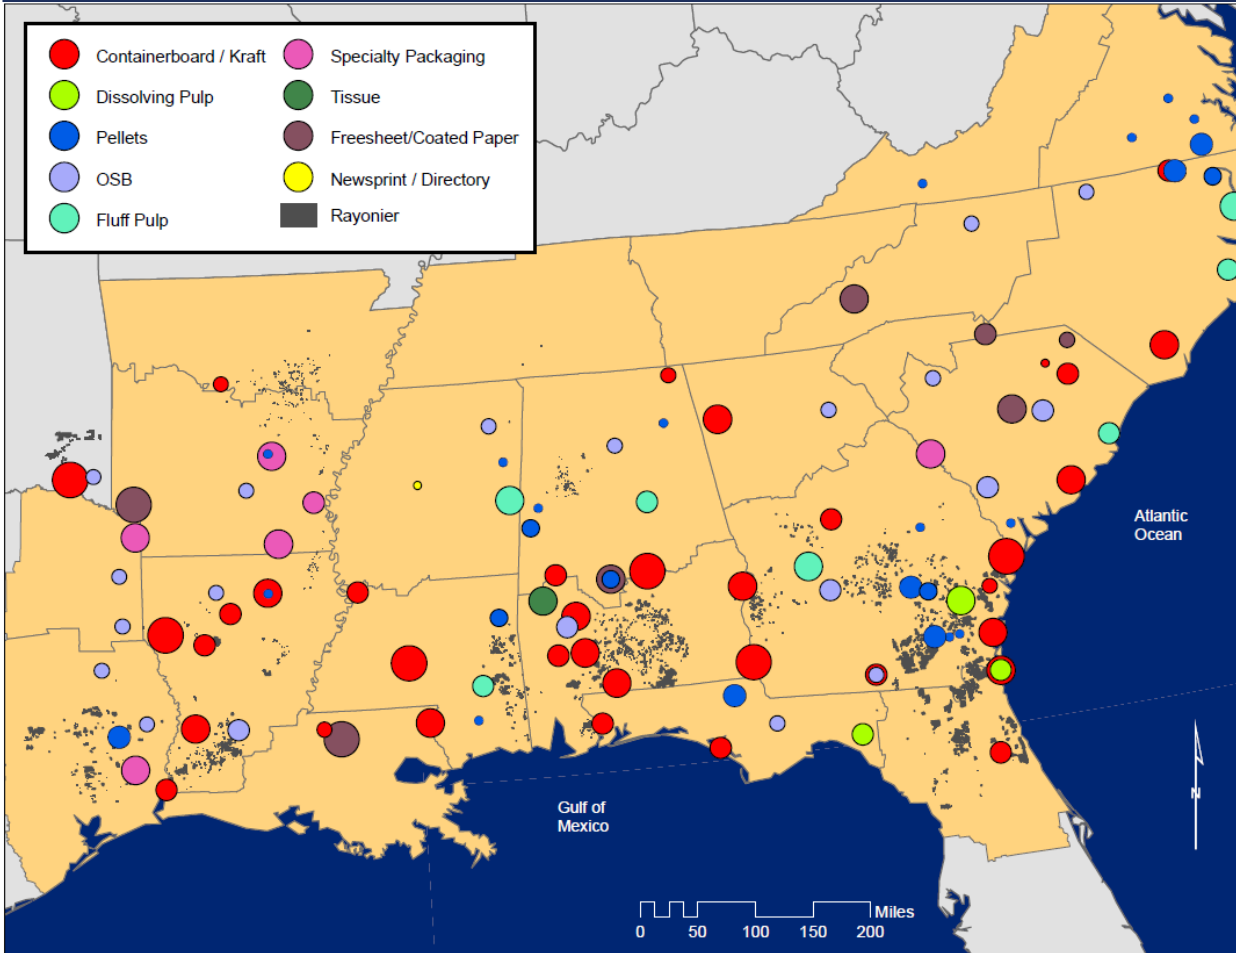 Containerboard / Kraft
Dissolving Pulp
Pellets
OSB
Fluff Pulp
Specialty Packaging
Tissue
Freesheet/Coated Paper
Newsprint / Directory
Rayonier
Atlantic
Ocean
Gulf of
Mexico
N
Miles
0 50 100 150 200